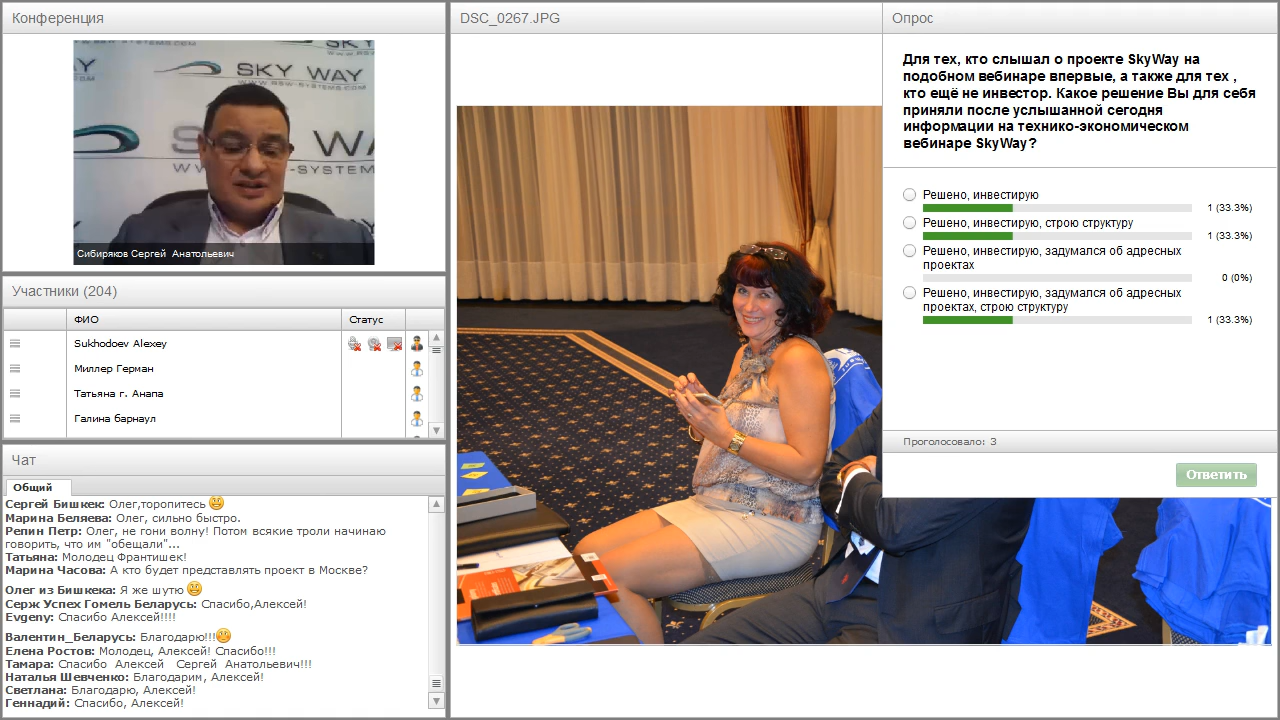 Конференция
SKY WAY
WWW.RSW-SYSTEMS.COM
Сибиряков Сергей Анатольевич
Участники (204)
ФИО Статус
Sukhodoev Alexey
Миллер Герман
Татьяна г. Анапа
Галина барнаул
Чат
Общий
Сергей Бишкек: Олег,торопитесь
Марина Беляева: Олег, сильно быстро.
Репин Петр: Олег, не гони волну! Потом всякие троли начинаю
говорить, что им "обещали"...
Татьяна: Молодец Франтишек!
Марина Часова: А кто будет представлять проект в Москве?
Олег из Бишкека: Я же шутю
Серж Успех Гомель Беларусь: Спасибо,Алексей!
Evgeny: Спасибо Алексей!!!!
Валентин_Беларусь: Благодарю!!!
Елена Ростов: Молодец, Алексей! Спасибо!!!
Тамара: Спасибо Алексей Сергей Анатольевич!!!
Наталья Шевченко: Благодарим, Алексей!
Светлана: Благодарю, Алексей!
Геннадий: Спасибо, Алексей!
DSC_0267.JPG
Опрос
Для тех, кто слышал о проекте SkyWay на
подобном вебинаре впервые, а также для тех ,
кто ещё не инвестор. Какое решение Вы для себя
приняли после услышанной сегодня
информации на технико-экономическом
вебинаре SkyWay?
Решено, инвестирую
1 (33.3%)
Решено, инвестирую, строю структуру
1 (33.3%)
Решено, инвестирую, задумался об адресных
проектах
0 (0%)
Решено, инвестирую, задумался об адресных
проектах, строю структуру
1 (33.3%)
Проголосовало: 3
Ответить